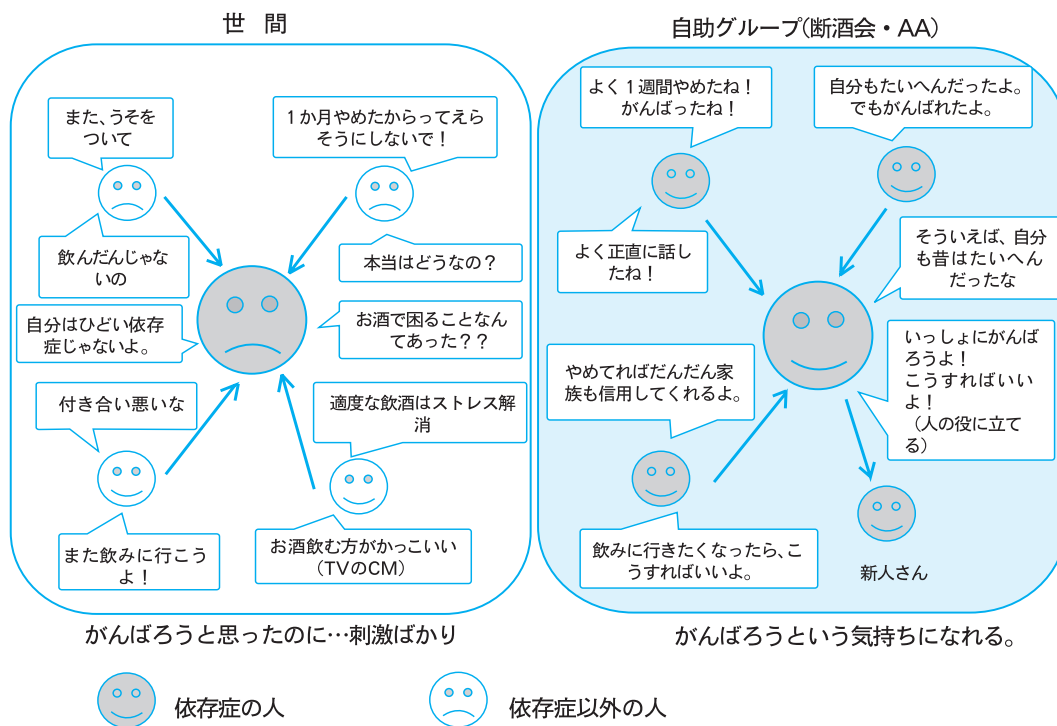 世 間
また、うそを
ついて
1か月やめたからってえら
そうにしないで!
飲んだんじゃな
いの
本当はどうなの?
自分はひどい依存
症じゃないよ。
お酒で困ることなん
てあった??
付き合い悪いな
適度な飲酒はストレス解
消
また飲みに行こう
よ!
お酒飲む方がかっこいい
(TVのCM)
がんばろうと思ったのに…刺激ばかり
自助グループ(断酒会・AA)
よく1週間やめたね!
がんばったね!
自分もたいへんだったよ。
でもがんばれたよ。
よく正直に話し
たね!
そういえば、自分
も昔はたいへん
だったな
やめてればだんだん家
族も信用してくれるよ。
いっしょにがんば
ろうよ!
こうすればいい
よ!
(人の役に立て
る)
飲みに行きたくなったら、こ
うすればいいよ。
新人さん
がんばろうという気持ちになれる。
依存症の人
依存症以外の人